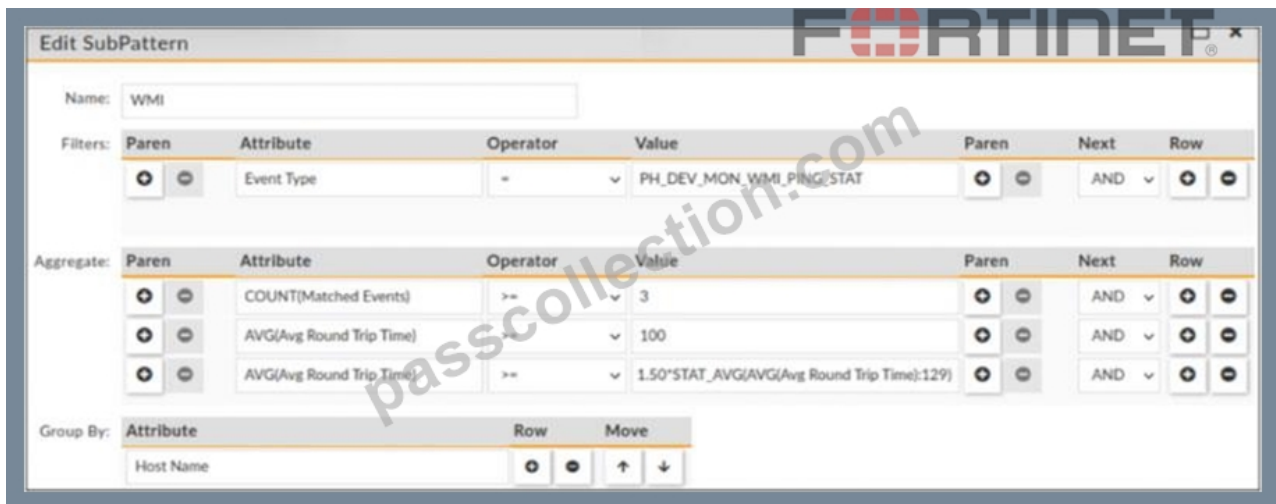 FORTINET®
Edit SubPattern
Name: WMI
Filters: Paren Attribute Operator Value Paren Next Row
Event Type = PH_DEV_MON_WMI_PING_STAT AND
Aggregate: Paren Attribute Operator Value Paren Next Row
COUNT(Matched Events) >= 3 AND
AVG(Avg Round Trip Time) >= 100 AND
AVG(Avg Round Trip Time) >= 1.50*STAT_AVG(AVG(Avg Round Trip Time):129) AND
Group By: Attribute Row Move
Host Name
passcollection.com